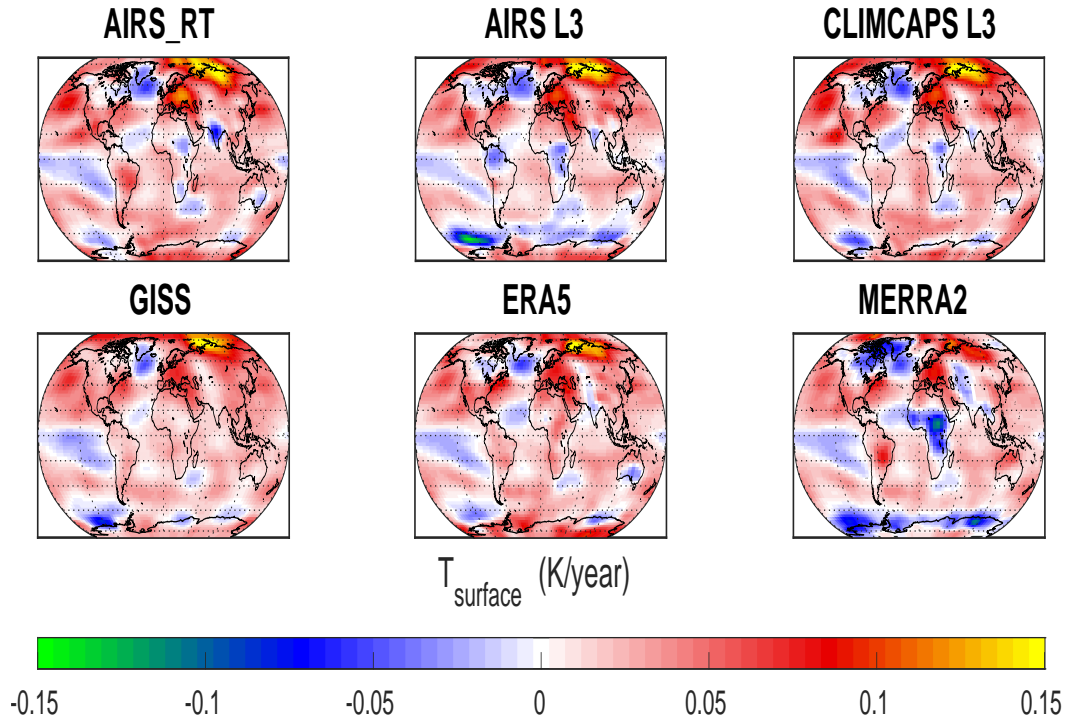 AIRS_RT AIRS L3 CLIMCAPS L3
GISS ERA5 MERRA2
T_surface (K/year)
-0.15 -0.1 -0.05 0 0.05 0.1 0.15